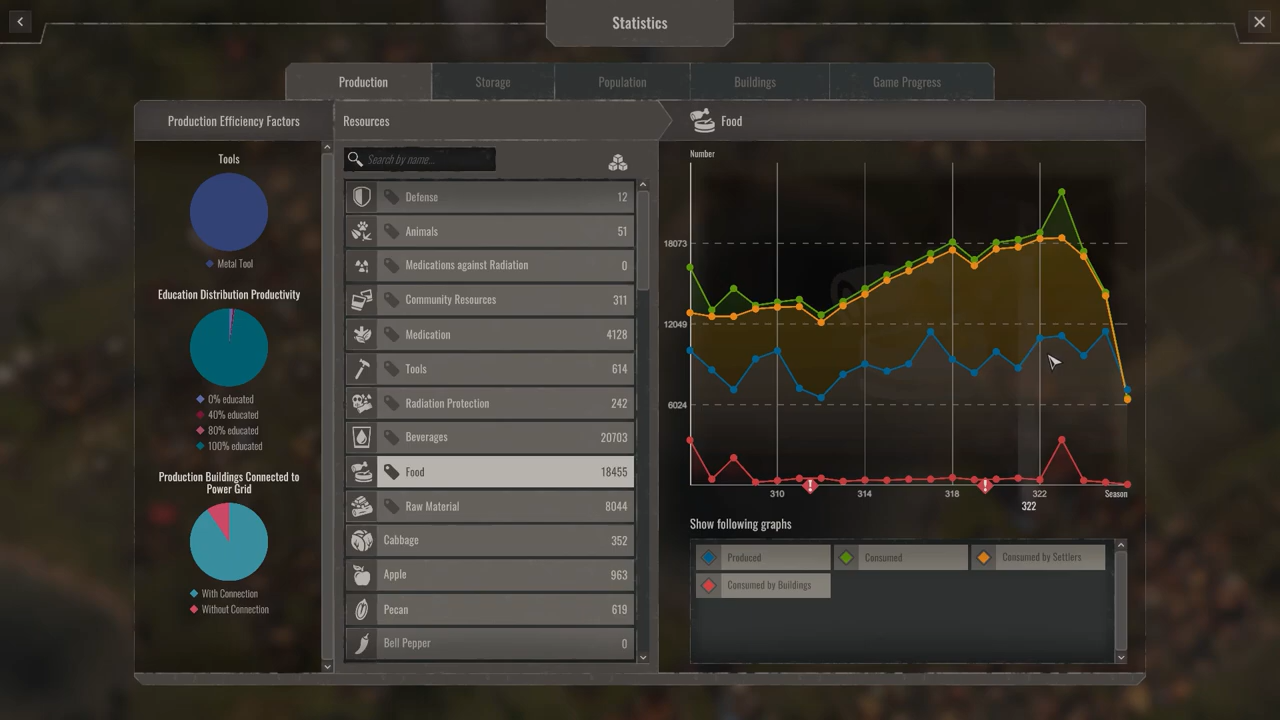 Statistics
Production
Storage
Population
Buildings
Game Progress
Production Efficiency Factors
Tools
Metal Tool
Education Distribution Productivity
0% educated
40% educated
80% educated
100% educated
Production Buildings Connected to
Power Grid
With Connection
Without Connection
Resources
Search by name...
Defense 12
Animals 51
Medications against Radiation 0
Community Resources 311
Medication 4128
Tools 614
Radiation Protection 242
Beverages 20703
Food 18455
Raw Material 8044
Cabbage 352
Apple 963
Pecan 619
Bell Pepper 0
Food
Number
18073
12049
6024
310 314 318 322 Season
322
Show following graphs
Produced
Consumed
Consumed by Settlers
Consumed by Buildings